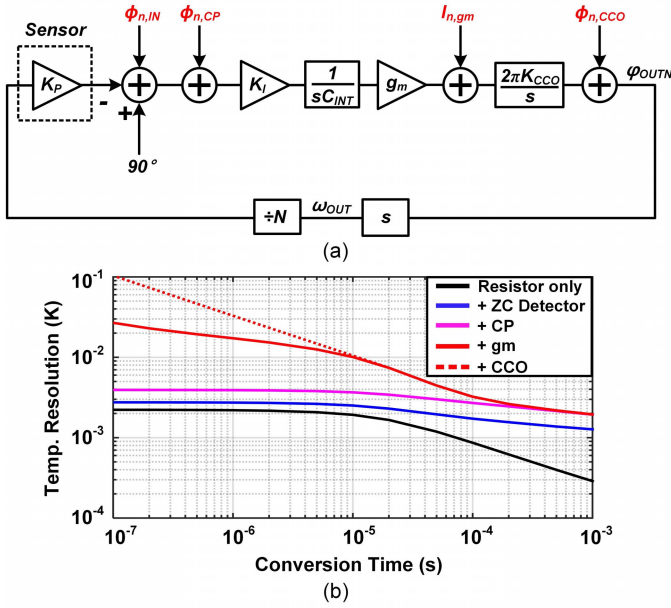 Sensor
ϕn,IN
ϕn,CP
In,gm
ϕn,CCO
KP
-
+
90°
KI
1
sCINT
gm
2πKCCO
s
φOUTN
÷N
ωOUT
s
(a)
Temp. Resolution (K)
10-1
10-2
10-3
10-4
Resistor only
+ ZC Detector
+ CP
+ gm
+ CCO
10-7
10-6
10-5
10-4
10-3
Conversion Time (s)
(b)